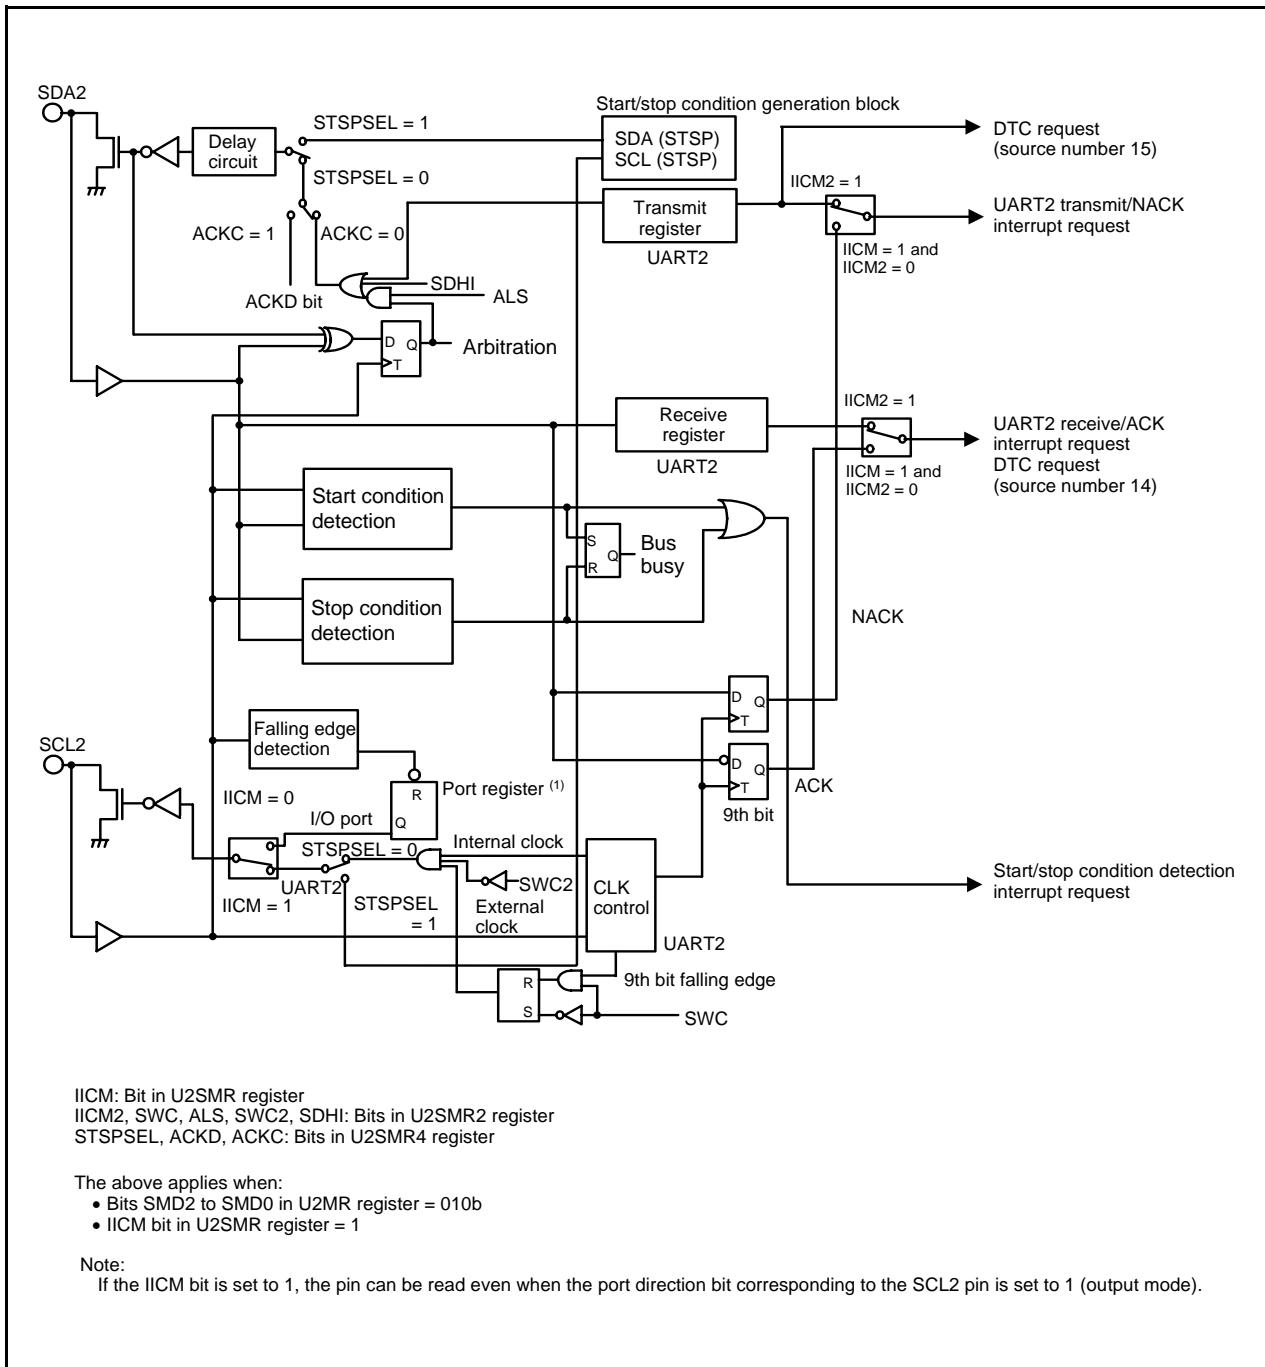 SDA2
Start/stop condition generation block
STSPSEL = 1
Delay
circuit
SDA (STSP)
SCL (STSP)
DTC request
(source number 15)
STSPSEL = 0
IICM2 = 1
Transmit
register
UART2
UART2 transmit/NACK
interrupt request
ACKC = 1
ACKC = 0
IICM = 1 and
IICM2 = 0
SDHI
ALS
ACKD bit
D
Q
T
Arbitration
IICM2 = 1
Receive
register
UART2
UART2 receive/ACK
interrupt request
DTC request
(source number 14)
IICM = 1 and
IICM2 = 0
Start condition
detection
S
R
Q
Bus
busy
Stop condition
detection
NACK
D
Q
T
Falling edge
detection
SCL2
D
Q
T
ACK
9th bit
R
Q
Port register (1)
IICM = 0
I/O port
STSPSEL = 0
Internal clock
UART2
SWC2
CLK
control
Start/stop condition detection
interrupt request
IICM = 1
STSPSEL
= 1
External
clock
UART2
R
S
9th bit falling edge
SWC
IICM: Bit in U2SMR register
IICM2, SWC, ALS, SWC2, SDHI: Bits in U2SMR2 register
STSPSEL, ACKD, ACKC: Bits in U2SMR4 register
The above applies when:
• Bits SMD2 to SMD0 in U2MR register = 010b
• IICM bit in U2SMR register = 1
Note:
If the IICM bit is set to 1, the pin can be read even when the port direction bit corresponding to the SCL2 pin is set to 1 (output mode).